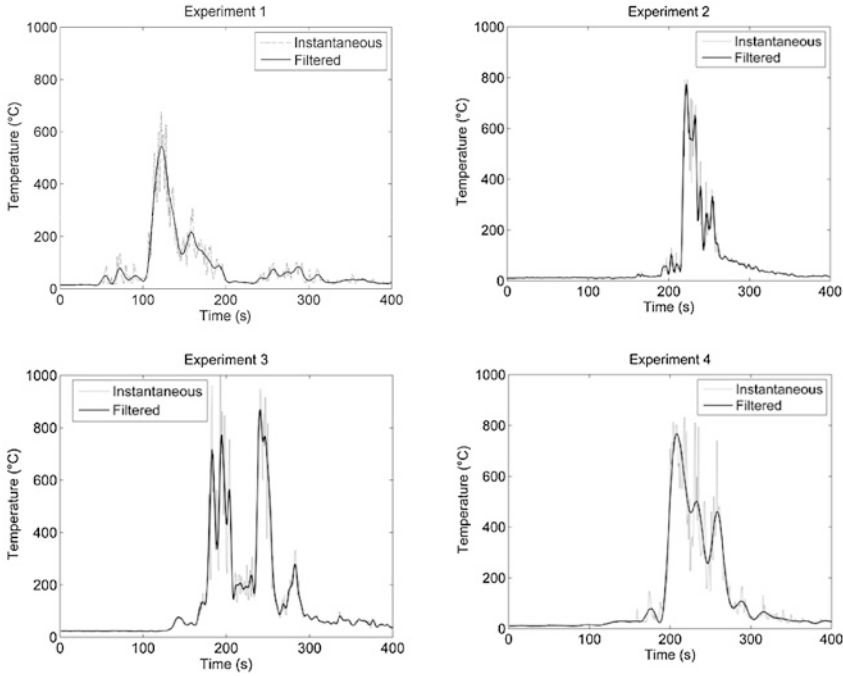 Experiment 1
Instantaneous
Filtered
1000
800
600
400
200
0
Temperature (°C)
0 100 200 300 400
Time (s)
Experiment 2
Instantaneous
Filtered
1000
800
600
400
200
0
Temperature (°C)
0 100 200 300 400
Time (s)
Experiment 3
Instantaneous
Filtered
1000
800
600
400
200
0
Temperature (°C)
0 100 200 300 400
Time (s)
Experiment 4
Instantaneous
Filtered
1000
800
600
400
200
0
Temperature (°C)
0 100 200 300 400
Time (s)